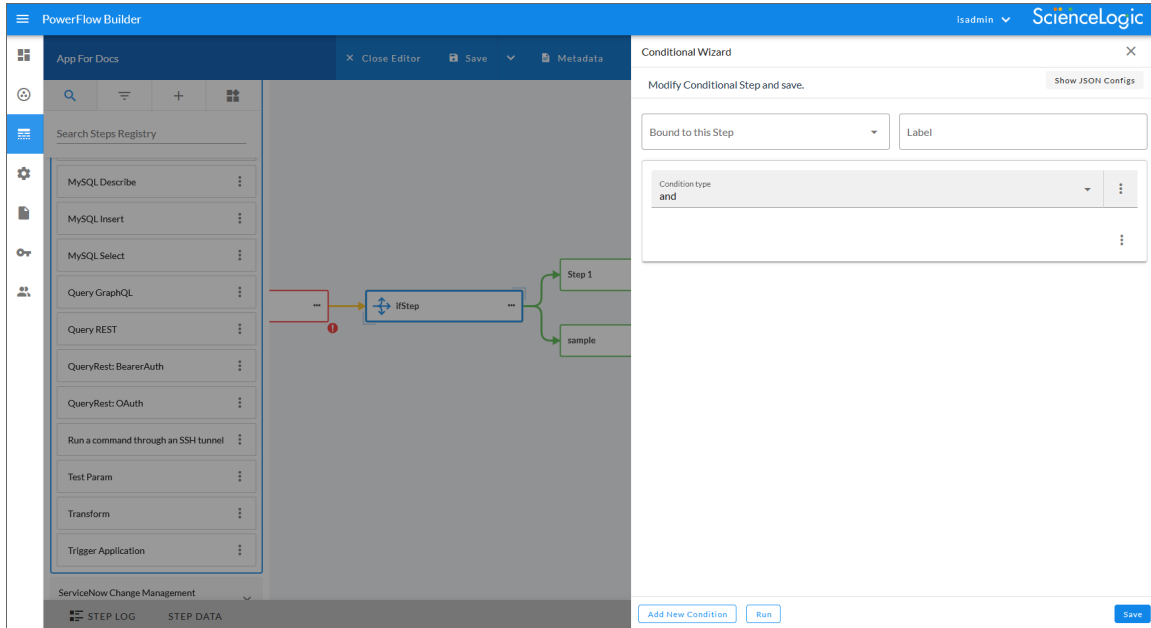 PowerFlow Builder
lsadmin
ScienceLogic
App For Docs
Close Editor
Save
Metadata
Conditional Wizard
Modify Conditional Step and save.
Show JSON Configs
Search Steps Registry
Bound to this Step
Label
MySQL Describe
MySQL Insert
MySQL Select
Query GraphQL
Query REST
QueryRest: BearerAuth
QueryRest: OAuth
Run a command through an SSH tunnel
Test Param
Transform
Trigger Application
ServiceNow Change Management
STEP LOG
STEP DATA
ifStep
Step 1
sample
Condition type
and
Add New Condition
Run
Save